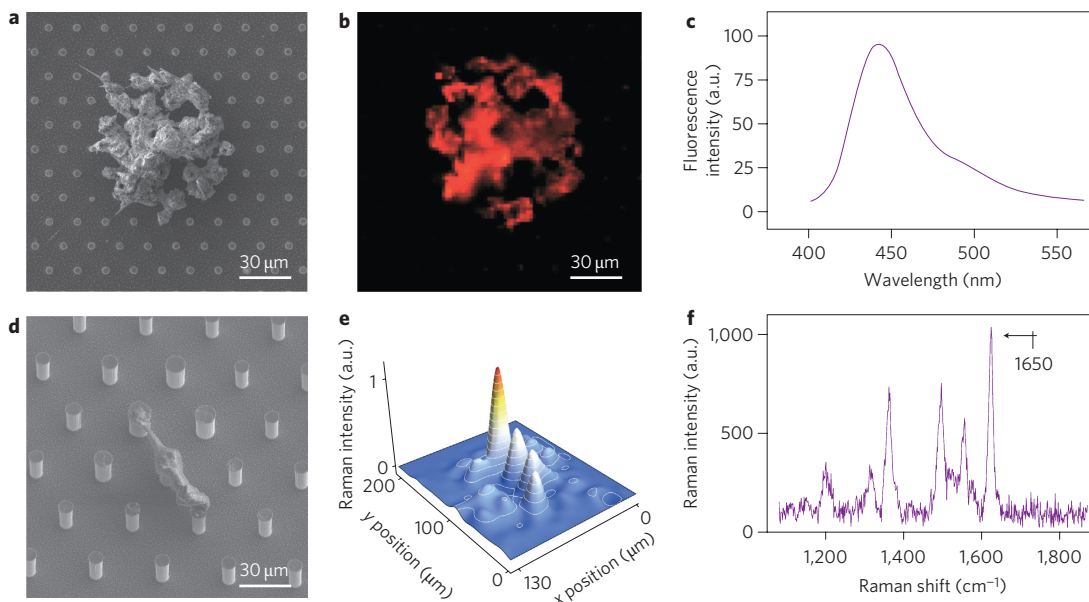 a
30 µm
b
30 µm
c
Fluorescence
intensity (a.u.)
100
75
50
25
0
400
450
500
550
Wavelength (nm)
d
30 µm
e
Raman intensity (a.u.)
1
0
200
100
0
y position (µm)
130
0
x position (µm)
f
Raman intensity (a.u.)
1,000
500
0
1650
1,200
1,400
1,600
1,800
Raman shift (cm⁻¹)